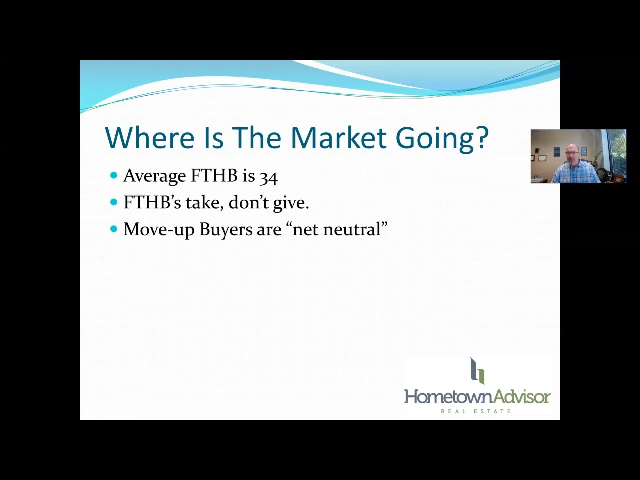 Where Is The Market Going?
Average FTHB is 34
FTHB's take, don't give.
Move-up Buyers are “net neutral”
HometownAdvisor
REAL ESTATE